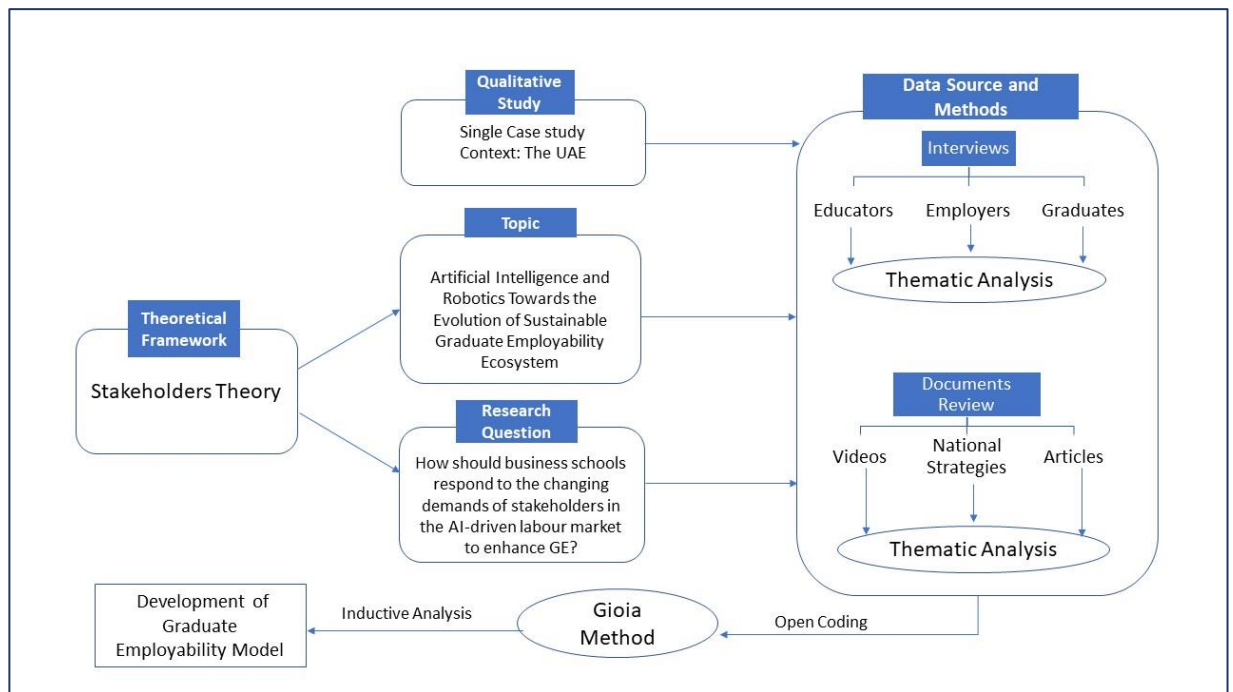 Qualitative
Study
Single Case study
Context: The UAE
Topic
Artificial Intelligence and
Robotics Towards the
Evolution of Sustainable
Graduate Employability
Ecosystem
Theoretical
Framework
Stakeholders Theory
Research
Question
How should business schools
respond to the changing
demands of stakeholders in
the AI-driven labour market
to enhance GE?
Data Source and
Methods
Interviews
Educators
Employers
Graduates
Thematic Analysis
Documents
Review
Videos
National
Strategies
Articles
Thematic Analysis
Open Coding
Gioia
Method
Inductive Analysis
Development of
Graduate
Employability Model